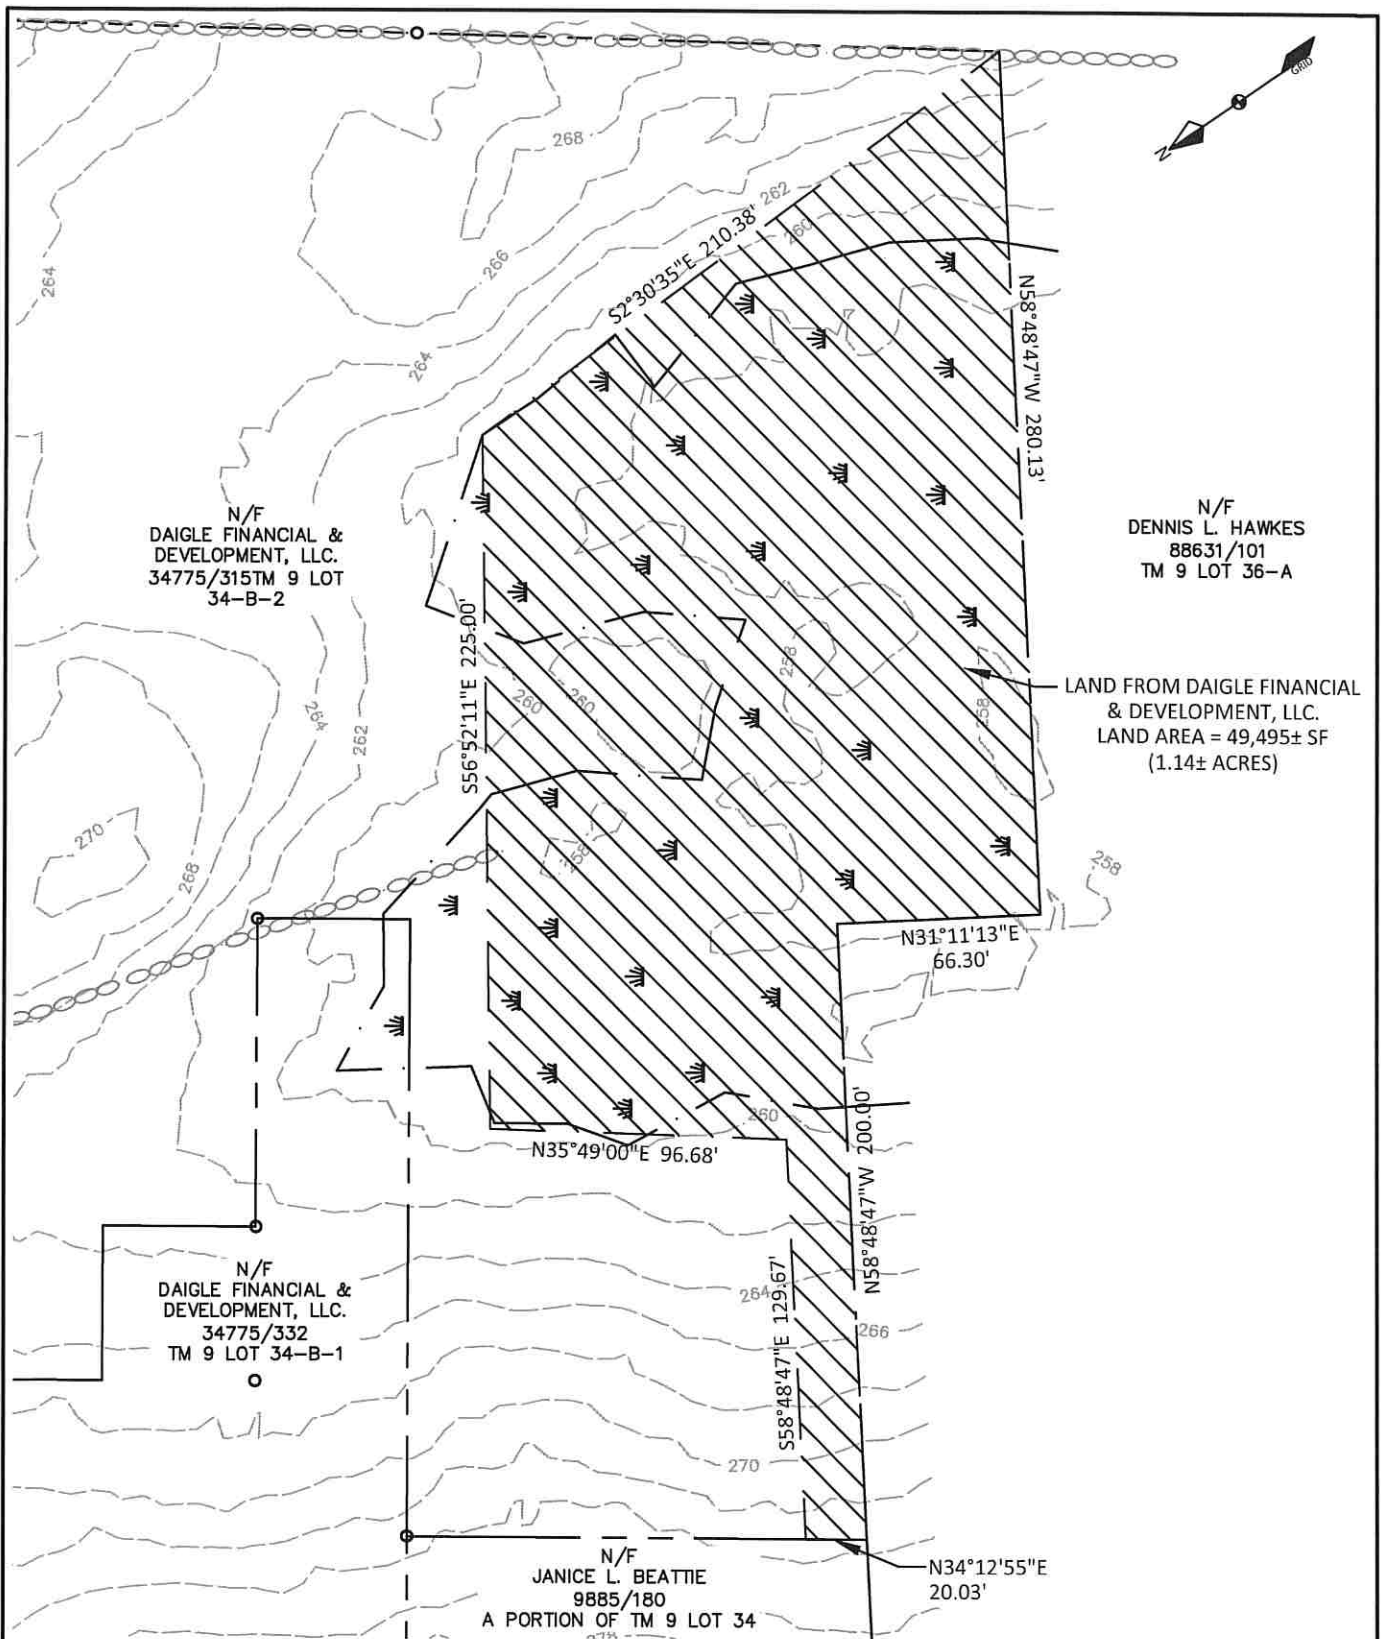 GRID
N
268
262
260
266
264
264
S2°30'35"E 210.38'
N58°48'47"W 280.13'
N/F
DAIGLE FINANCIAL &
DEVELOPMENT, LLC.
34775/315TM 9 LOT
34-B-2
N/F
DENNIS L. HAWKES
88631/101
TM 9 LOT 36-A
S56°52'11"E 225.00'
LAND FROM DAIGLE FINANCIAL
& DEVELOPMENT, LLC.
LAND AREA = 49,495± SF
(1.14± ACRES)
264
262
260
260
258
258
270
268
258
258
N31°11'13"E
66.30'
260
N35°49'00"E 96.68'
N58°48'47"W 200.00'
S58°48'47"E 129.67'
264
266
270
N/F
DAIGLE FINANCIAL &
DEVELOPMENT, LLC.
34775/332
TM 9 LOT 34-B-1
N34°12'55"E
20.03'
N/F
JANICE L. BEATTIE
9885/180
A PORTION OF TM 9 LOT 34